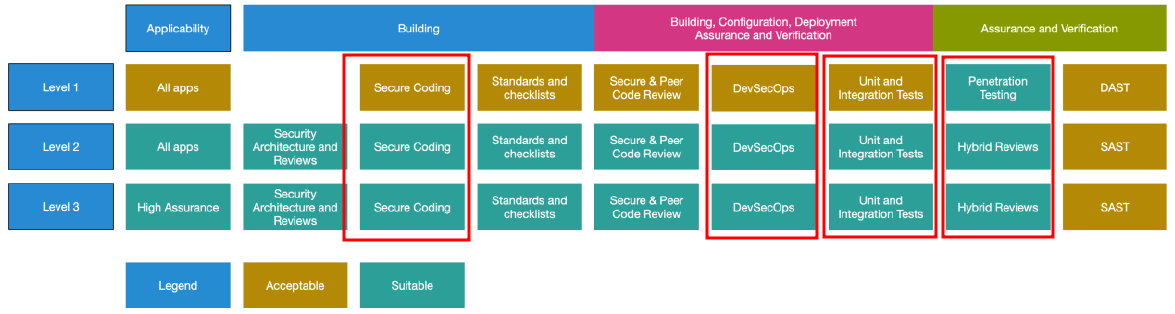 Applicability
Building
Building, Configuration, Deployment
Assurance and Verification
Assurance and Verification
Level 1
All apps
Secure Coding
Standards and
checklists
Secure & Peer
Code Review
DevSecOps
Unit and
Integration Tests
Penetration
Testing
DAST
Level 2
All apps
Security
Architecture and
Reviews
Secure Coding
Standards and
checklists
Secure & Peer
Code Review
DevSecOps
Unit and
Integration Tests
Hybrid Reviews
SAST
Level 3
High Assurance
Security
Architecture and
Reviews
Secure Coding
Standards and
checklists
Secure & Peer
Code Review
DevSecOps
Unit and
Integration Tests
Hybrid Reviews
SAST
Legend
Acceptable
Suitable